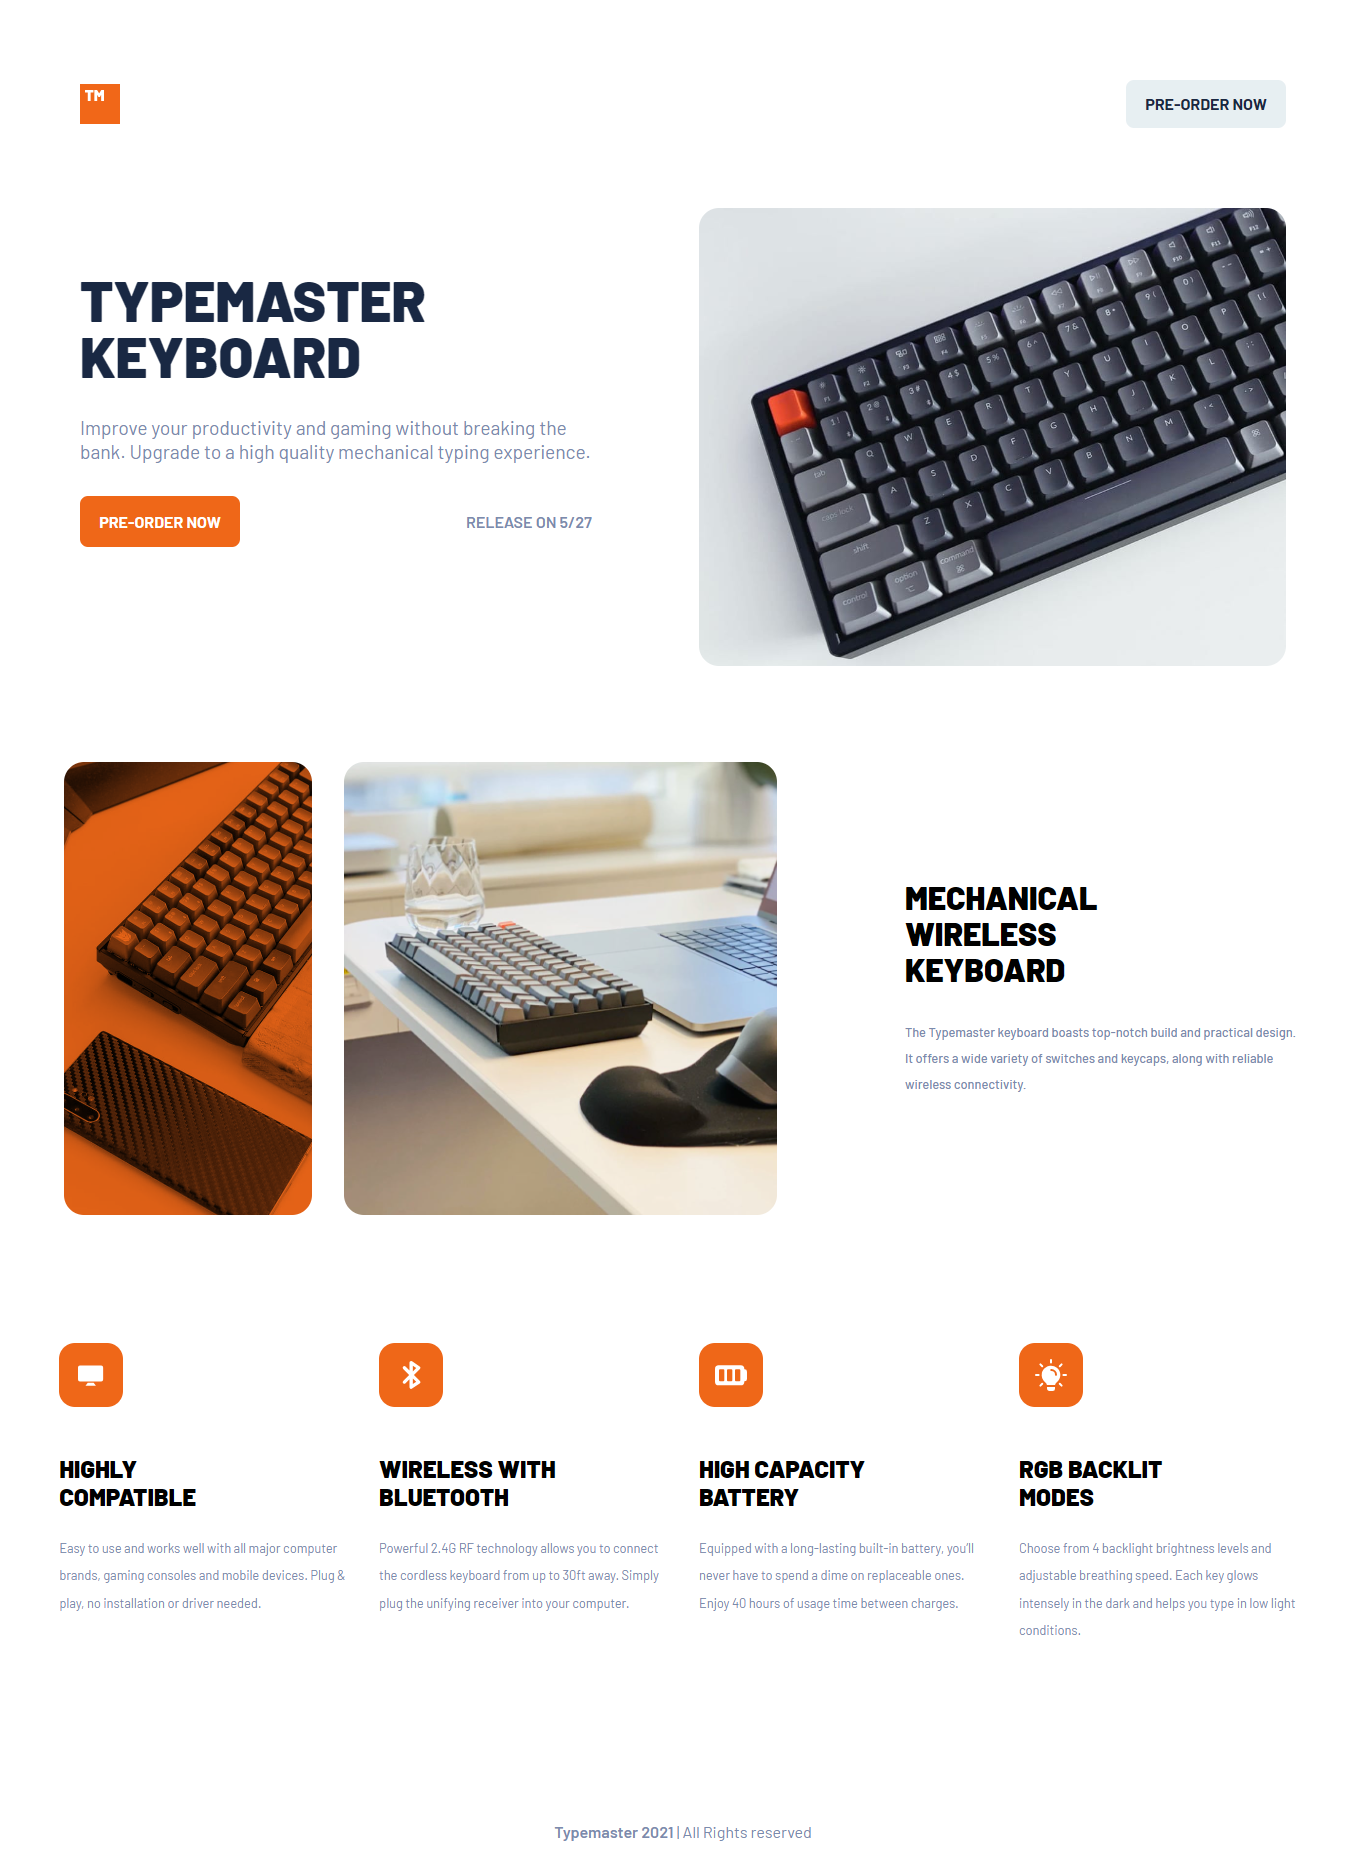 TM
PRE-ORDER NOW
TYPEMASTER
KEYBOARD
Improve your productivity and gaming without breaking the
bank. Upgrade to a high quality mechanical typing experience.
PRE-ORDER NOW
RELEASE ON 5/27
tab
caps lock
shift
control
option
command
MECHANICAL
WIRELESS
KEYBOARD
The Typemaster keyboard boasts top-notch build and practical design.
It offers a wide variety of switches and keycaps, along with reliable
wireless connectivity.
HIGHLY
COMPATIBLE
Easy to use and works well with all major computer
brands, gaming consoles and mobile devices. Plug &
play, no installation or driver needed.
WIRELESS WITH
BLUETOOTH
Powerful 2.4G RF technology allows you to connect
the cordless keyboard from up to 30ft away. Simply
plug the unifying receiver into your computer.
HIGH CAPACITY
BATTERY
Equipped with a long-lasting built-in battery, you'll
never have to spend a dime on replaceable ones.
Enjoy 40 hours of usage time between charges.
RGB BACKLIT
MODES
Choose from 4 backlight brightness levels and
adjustable breathing speed. Each key glows
intensely in the dark and helps you type in low light
conditions.
Typemaster 2021 | All Rights reserved